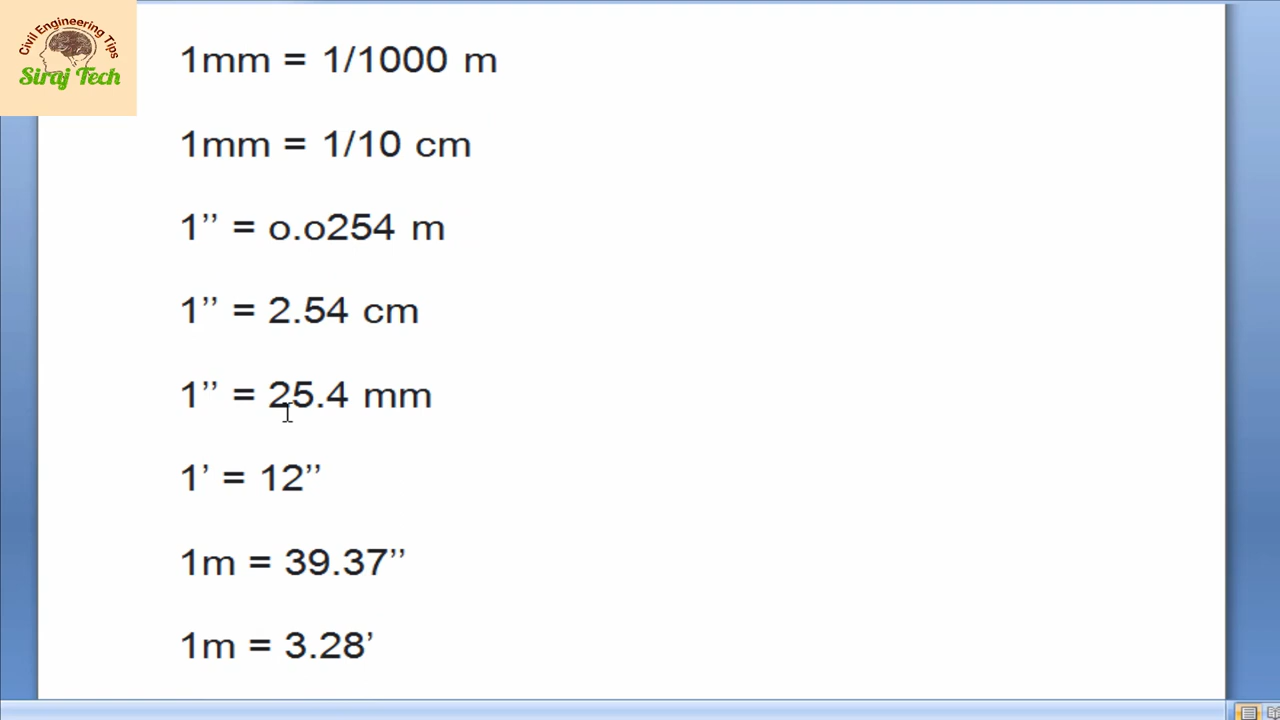 Civil Engineering Tips
Siraj Tech
1mm = 1/1000 m
1mm = 1/10 cm
1’’ = o.o254 m
1’’ = 2.54 cm
1’’ = 25.4 mm
1’ = 12’’
1m = 39.37’’
1m = 3.28’